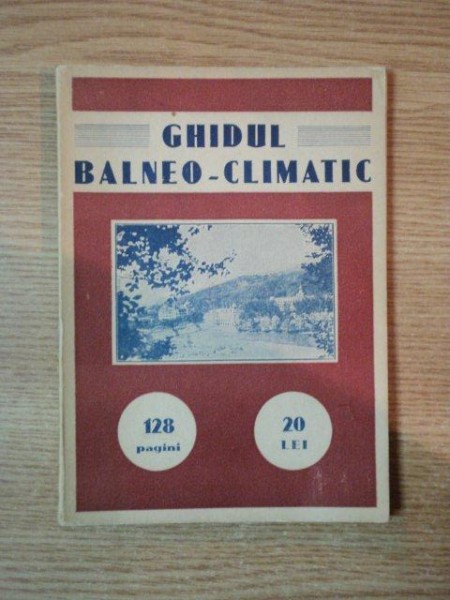 GHIDUL
BALNEO-CLIMATIC
128
pagini
20
LEI